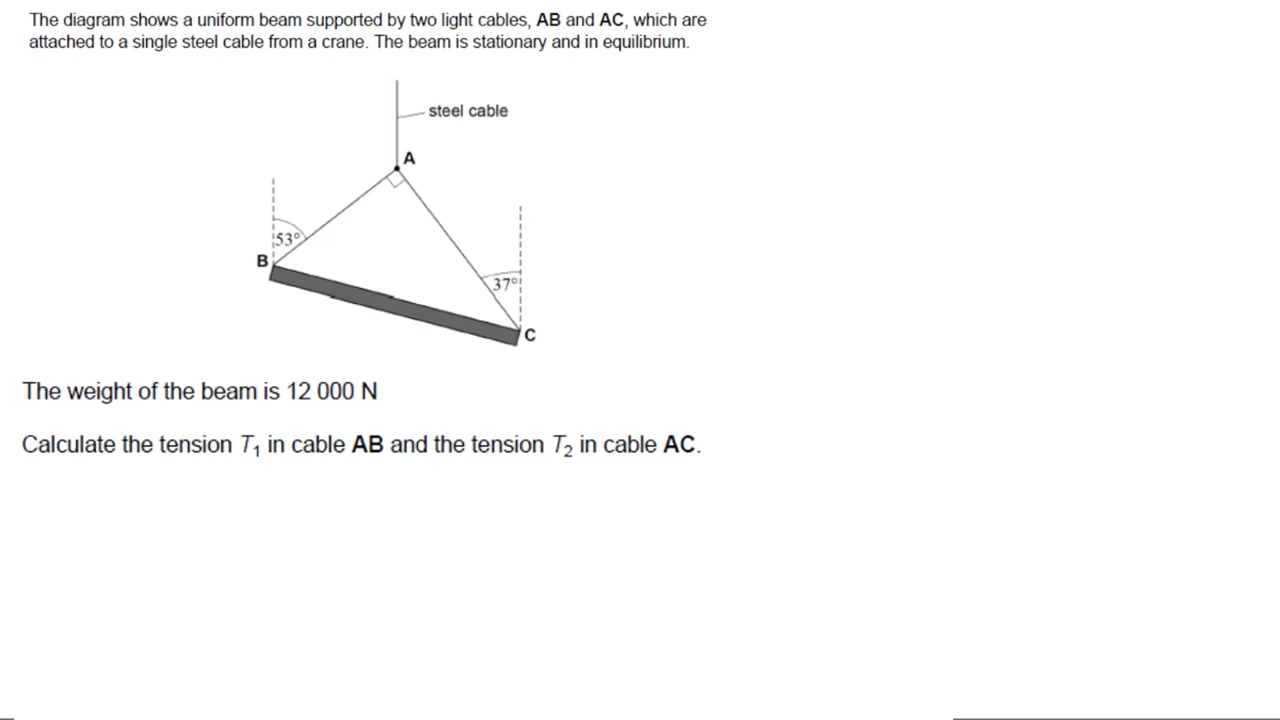 The diagram shows a uniform beam supported by two light cables, AB and AC, which are
attached to a single steel cable from a crane. The beam is stationary and in equilibrium.
steel cable
A
53°
B
37°
C
The weight of the beam is 12 000 N
Calculate the tension T₁ in cable AB and the tension T₂ in cable AC.